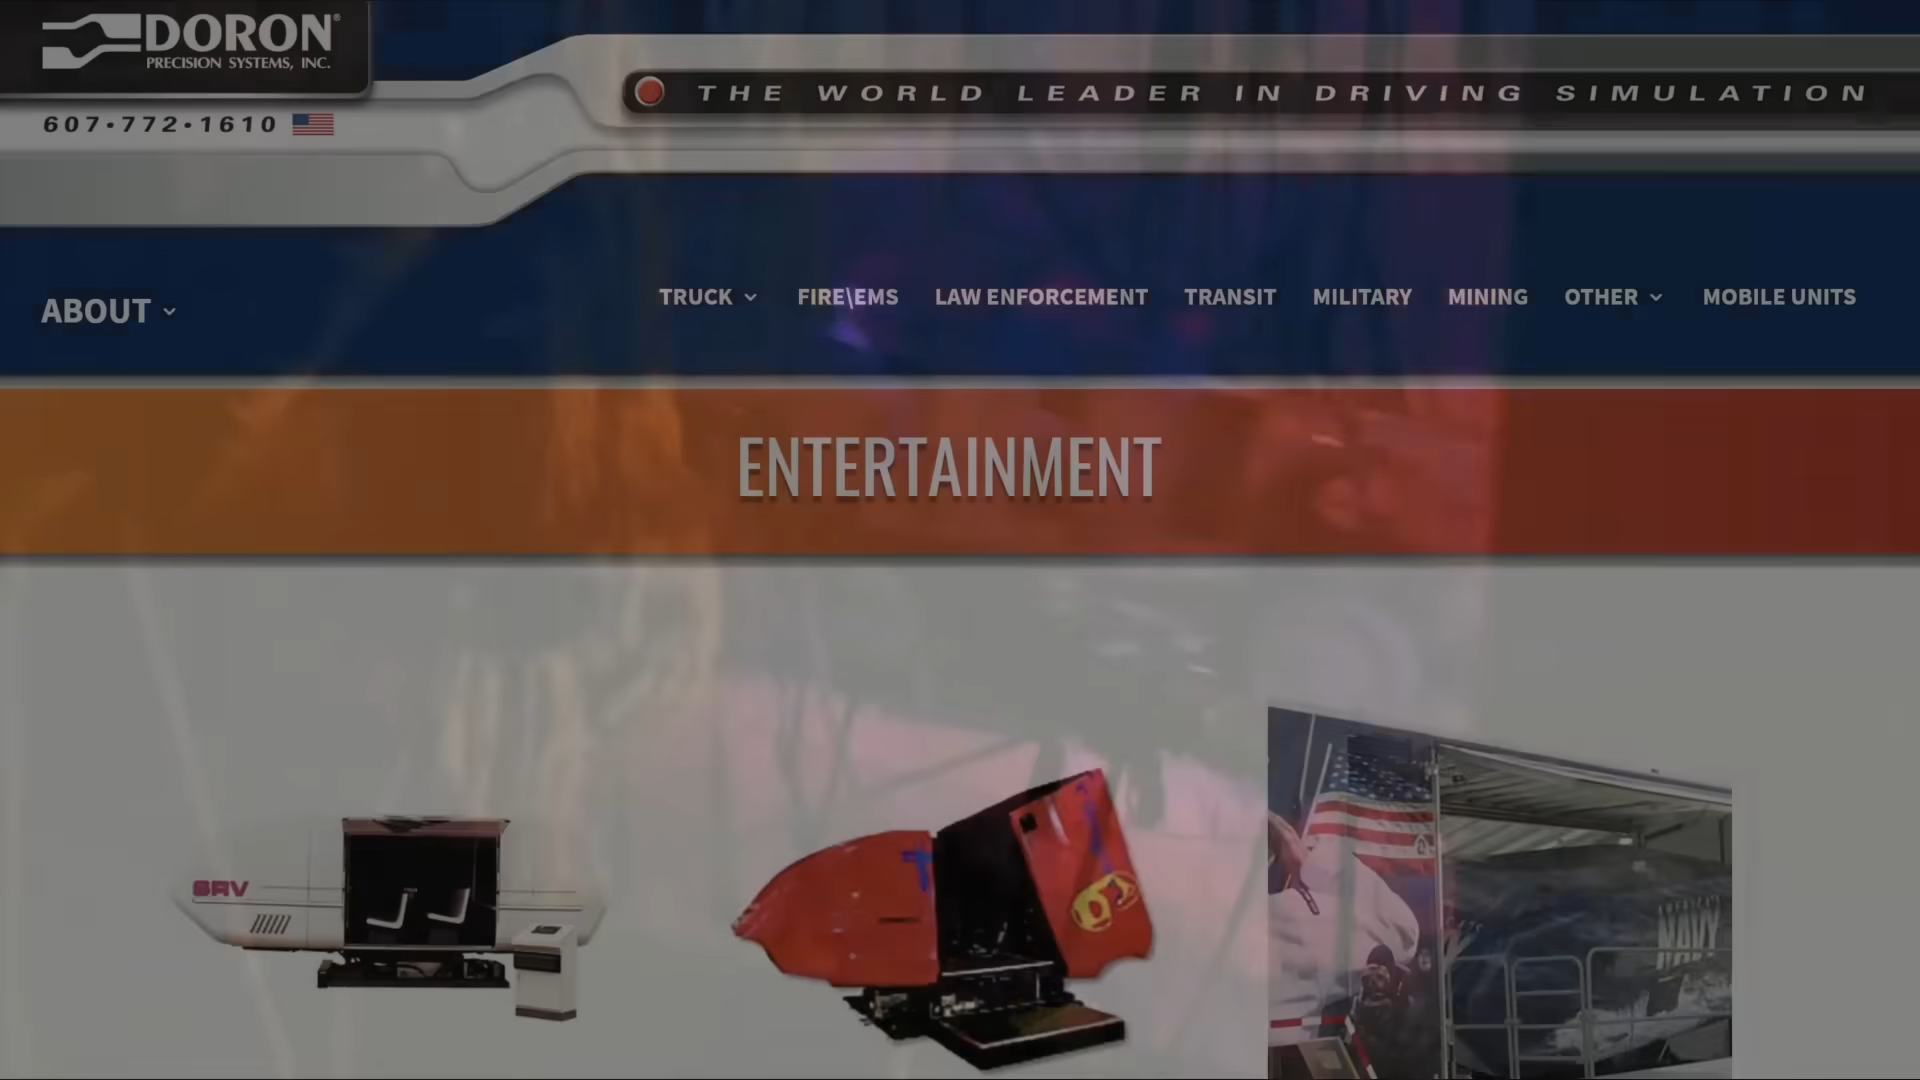 DORON®
PRECISION SYSTEMS, INC.
607·772·1610
THE WORLD LEADER IN DRIVING SIMULATION
ABOUT
TRUCK
FIRE\EMS
LAW ENFORCEMENT
TRANSIT
MILITARY
MINING
OTHER
MOBILE UNITS
ENTERTAINMENT
SRV
NAVY